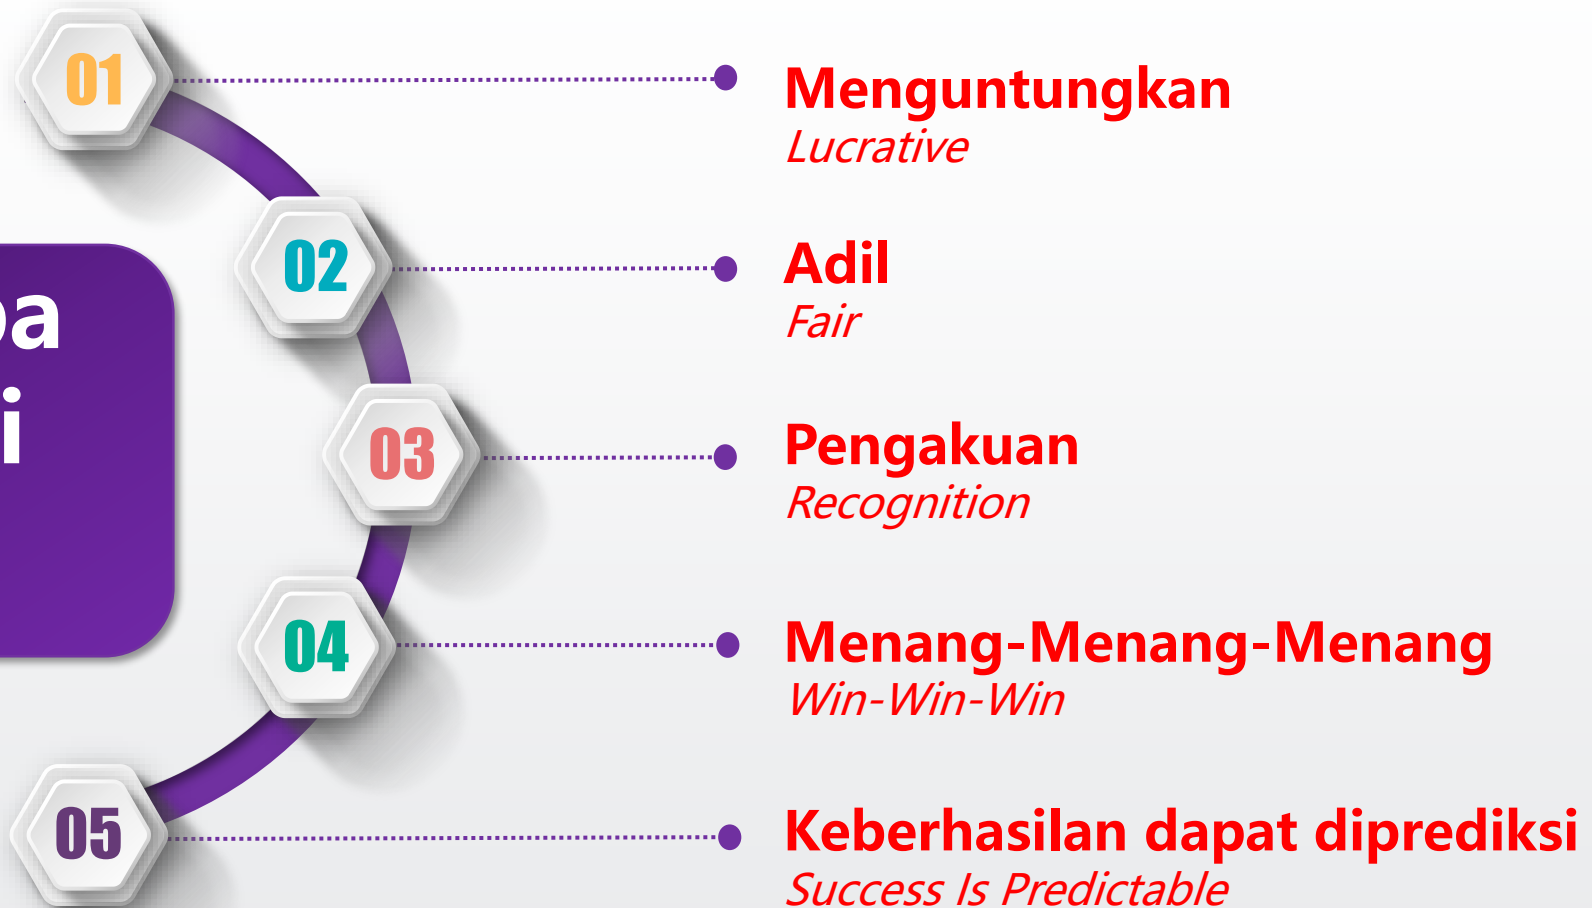 01
Menguntungkan
Lucrative
02
Adil
Fair
03
Pengakuan
Recognition
04
Menang-Menang-Menang
Win-Win-Win
05
Keberhasilan dapat diprediksi
Success Is Predictable